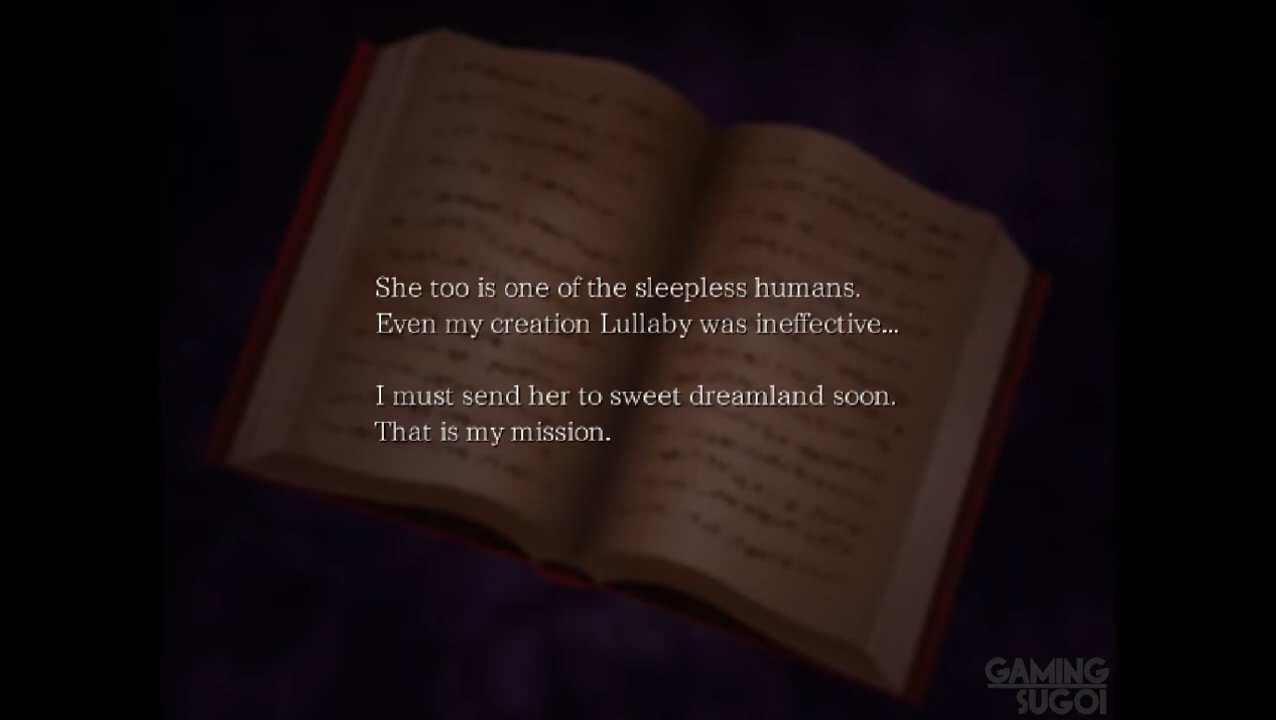 She too is one of the sleepless humans.
Even my creation Lullaby was ineffective...
I must send her to sweet dreamland soon.
That is my mission.
GAMING
SUGOI